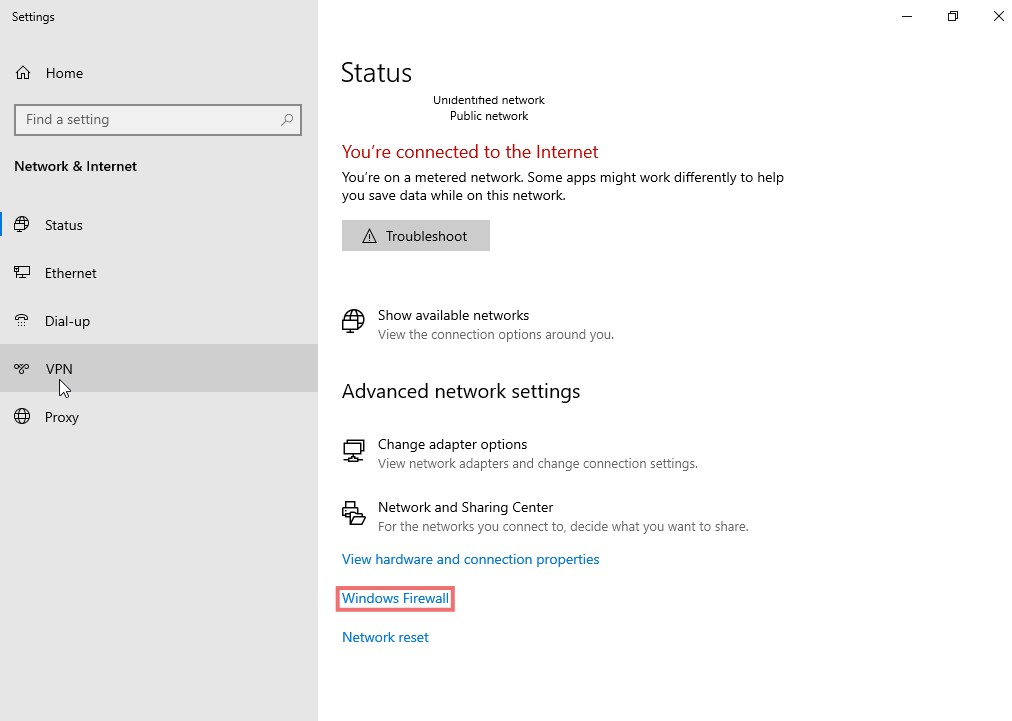 Settings
Home
Find a setting
Network & Internet
Status
Ethernet
Dial-up
VPN
Proxy
Status
Unidentified network
Public network
You're connected to the Internet
You're on a metered network. Some apps might work differently to help
you save data while on this network.
Troubleshoot
Show available networks
View the connection options around you.
Advanced network settings
Change adapter options
View network adapters and change connection settings.
Network and Sharing Center
For the networks you connect to, decide what you want to share.
View hardware and connection properties
Windows Firewall
Network reset